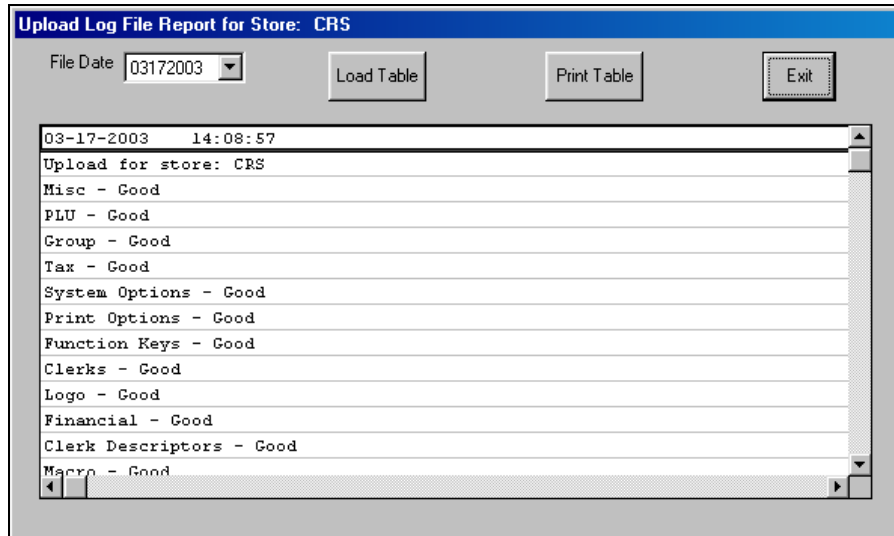 Upload Log File Report for Store: CRS
File Date 03172003 Load Table Print Table Exit
03-17-2003 14:08:57
Upload for store: CRS
Misc - Good
PLU - Good
Group - Good
Tax - Good
System Options - Good
Print Options - Good
Function Keys - Good
Clerks - Good
Logo - Good
Financial - Good
Clerk Descriptors - Good
Macro - Good